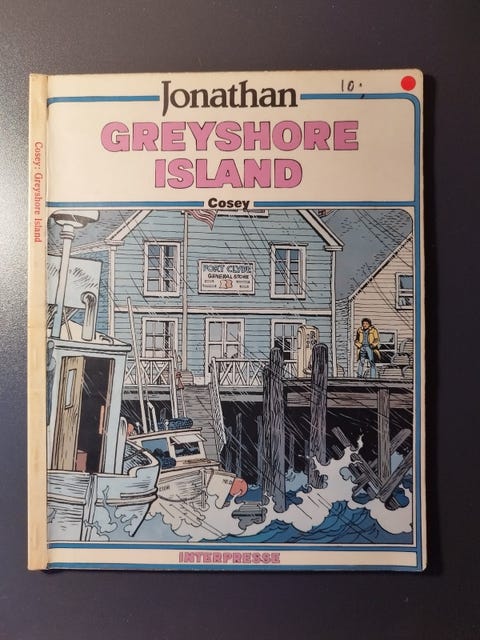 Jonathan
10;
GREYSHORE
ISLAND
Cosey
Cosey: Greyshore Island
PORT CLYDE
GENERAL STORE
INTERPRESSE